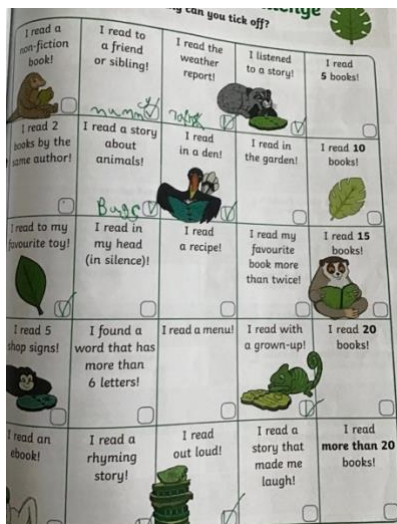 can you tick off?
I read a
non-fiction
book!
I read to
a friend
or sibling!
I read the
weather
report!
I listened
to a story!
I read
5 books!
I read 2
books by the
same author!
I read a story
about
animals!
Bugs
I read
in a den!
I read in
the garden!
I read 10
books!
I read to my
favourite toy!
I read in
my head
(in silence)!
I read
a recipe!
I read my
favourite
book more
than twice!
I read 15
books!
I read 5
shop signs!
I found a
word that has
more than
6 letters!
I read a menu!
I read with
a grown-up!
I read 20
books!
I read an
ebook!
I read a
rhyming
story!
I read
out loud!
I read a
story that
made me
laugh!
I read
more than 20
books!